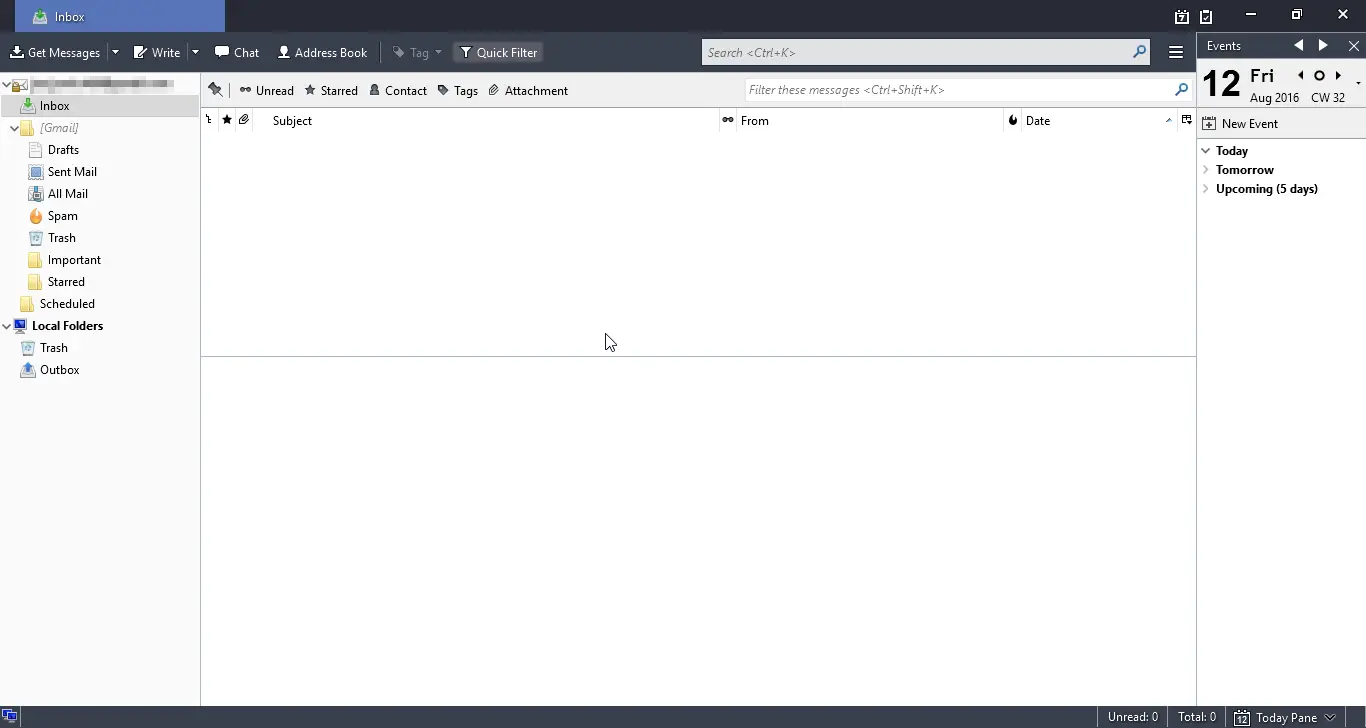 Inbox
Get Messages Write Chat Address Book Tag Quick Filter Search <Ctrl+K>
Events
12 Fri
Aug 2016 CW 32
New Event
Today
Tomorrow
Upcoming (5 days)
Unread Starred Contact Tags Attachment Filter these messages <Ctrl+Shift+K>
Subject From Date
Inbox
[Gmail]
Drafts
Sent Mail
All Mail
Spam
Trash
Important
Starred
Scheduled
Local Folders
Trash
Outbox
Unread: 0 Total: 0 12 Today Pane